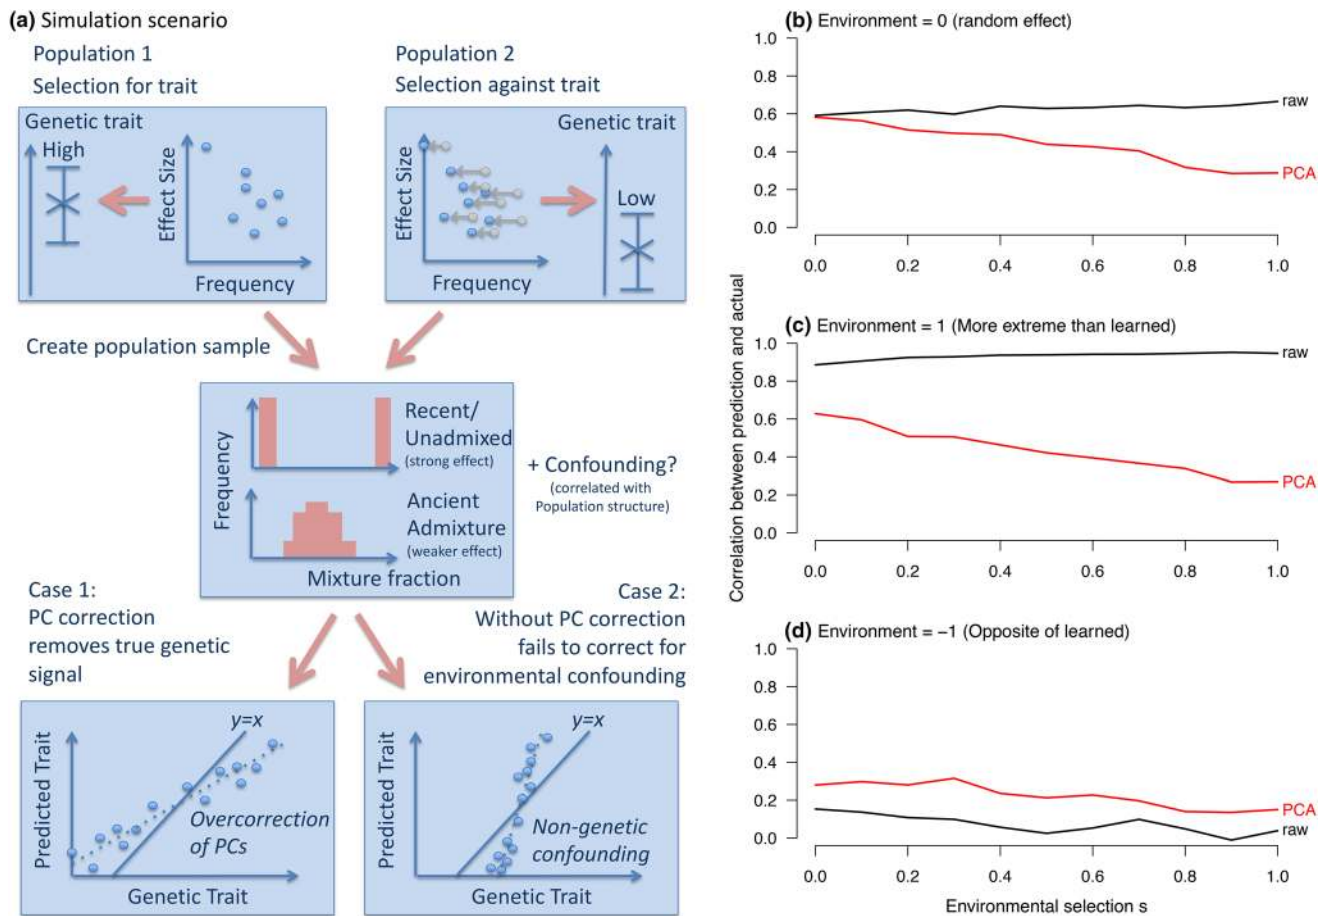 (a) Simulation scenario
Population 1
Selection for trait
Population 2
Selection against trait
Genetic trait
High
Effect Size
Frequency
Effect Size
Frequency
Genetic trait
Low
Create population sample
Frequency
Recent/
Unadmixed
(strong effect)
Ancient
Admixture
(weaker effect)
Mixture fraction
+ Confounding?
(correlated with
Population structure)
Case 1:
PC correction
removes true genetic
signal
Case 2:
Without PC correction
fails to correct for
environmental confounding
Predicted Trait
y=x
Overcorrection
of PCs
Genetic Trait
Predicted Trait
y=x
Non-genetic
confounding
Genetic Trait
Correlation between prediction and actual
(b) Environment = 0 (random effect)
1.0
0.8
0.6
0.4
0.2
0.0
raw
PCA
0.0 0.2 0.4 0.6 0.8 1.0
(c) Environment = 1 (More extreme than learned)
1.0
0.8
0.6
0.4
0.2
0.0
raw
PCA
0.0 0.2 0.4 0.6 0.8 1.0
(d) Environment = −1 (Opposite of learned)
1.0
0.8
0.6
0.4
0.2
0.0
PCA
raw
0.0 0.2 0.4 0.6 0.8 1.0
Environmental selection s